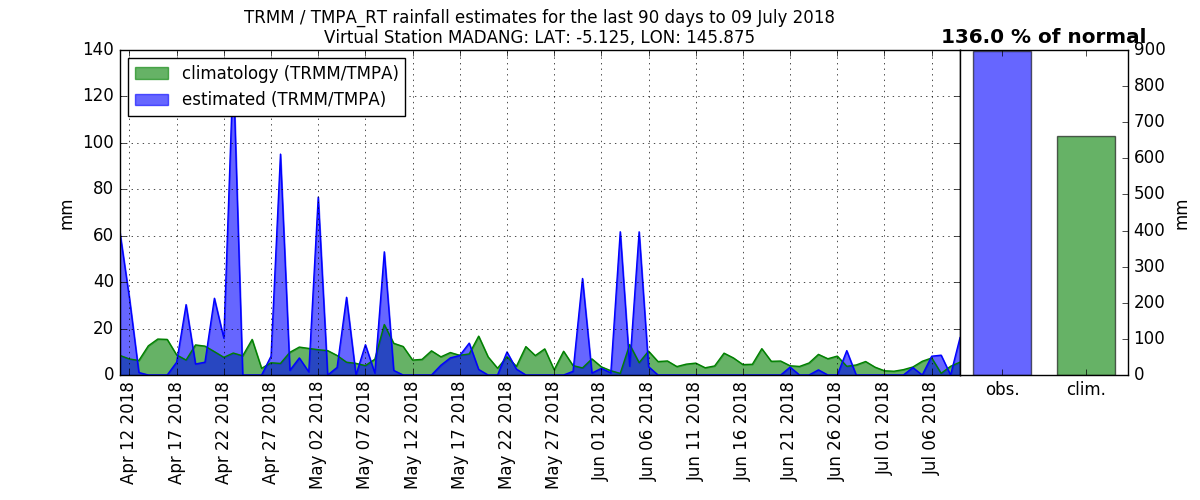 TRMM / TMPA_RT rainfall estimates for the last 90 days to 09 July 2018
Virtual Station MADANG: LAT: -5.125, LON: 145.875
136.0 % of normal
climatology (TRMM/TMPA)
estimated (TRMM/TMPA)
140
120
100
80
60
40
20
0
mm
Apr 12 2018
Apr 17 2018
Apr 22 2018
Apr 27 2018
May 02 2018
May 07 2018
May 12 2018
May 17 2018
May 22 2018
May 27 2018
Jun 01 2018
Jun 06 2018
Jun 11 2018
Jun 16 2018
Jun 21 2018
Jun 26 2018
Jul 01 2018
Jul 06 2018
900
800
700
600
500
400
300
200
100
0
mm
obs.
clim.